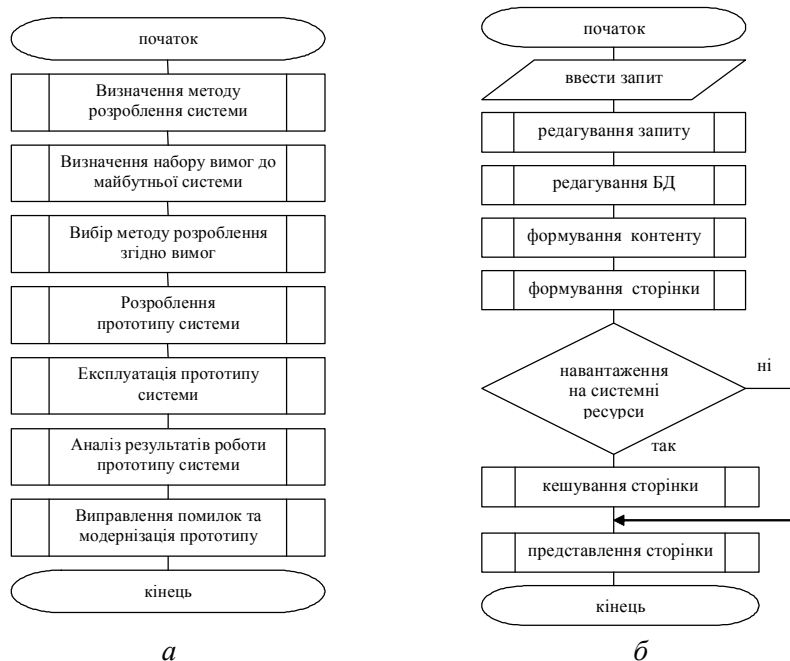 початок
Визначення методу
розроблення системи
Визначення набору вимог до
майбутньої системи
Вибір методу розроблення
згідно вимог
Розроблення
прототипу системи
Експлуатація прототипу
системи
Аналіз результатів роботи
прототипу системи
Виправлення помилок та
модернізація прототипу
кінець
а
початок
ввести запит
редагування запиту
редагування БД
формування контенту
формування сторінки
навантаження
на системні
ресурси
ні
так
кешування сторінки
представлення сторінки
кінець
б